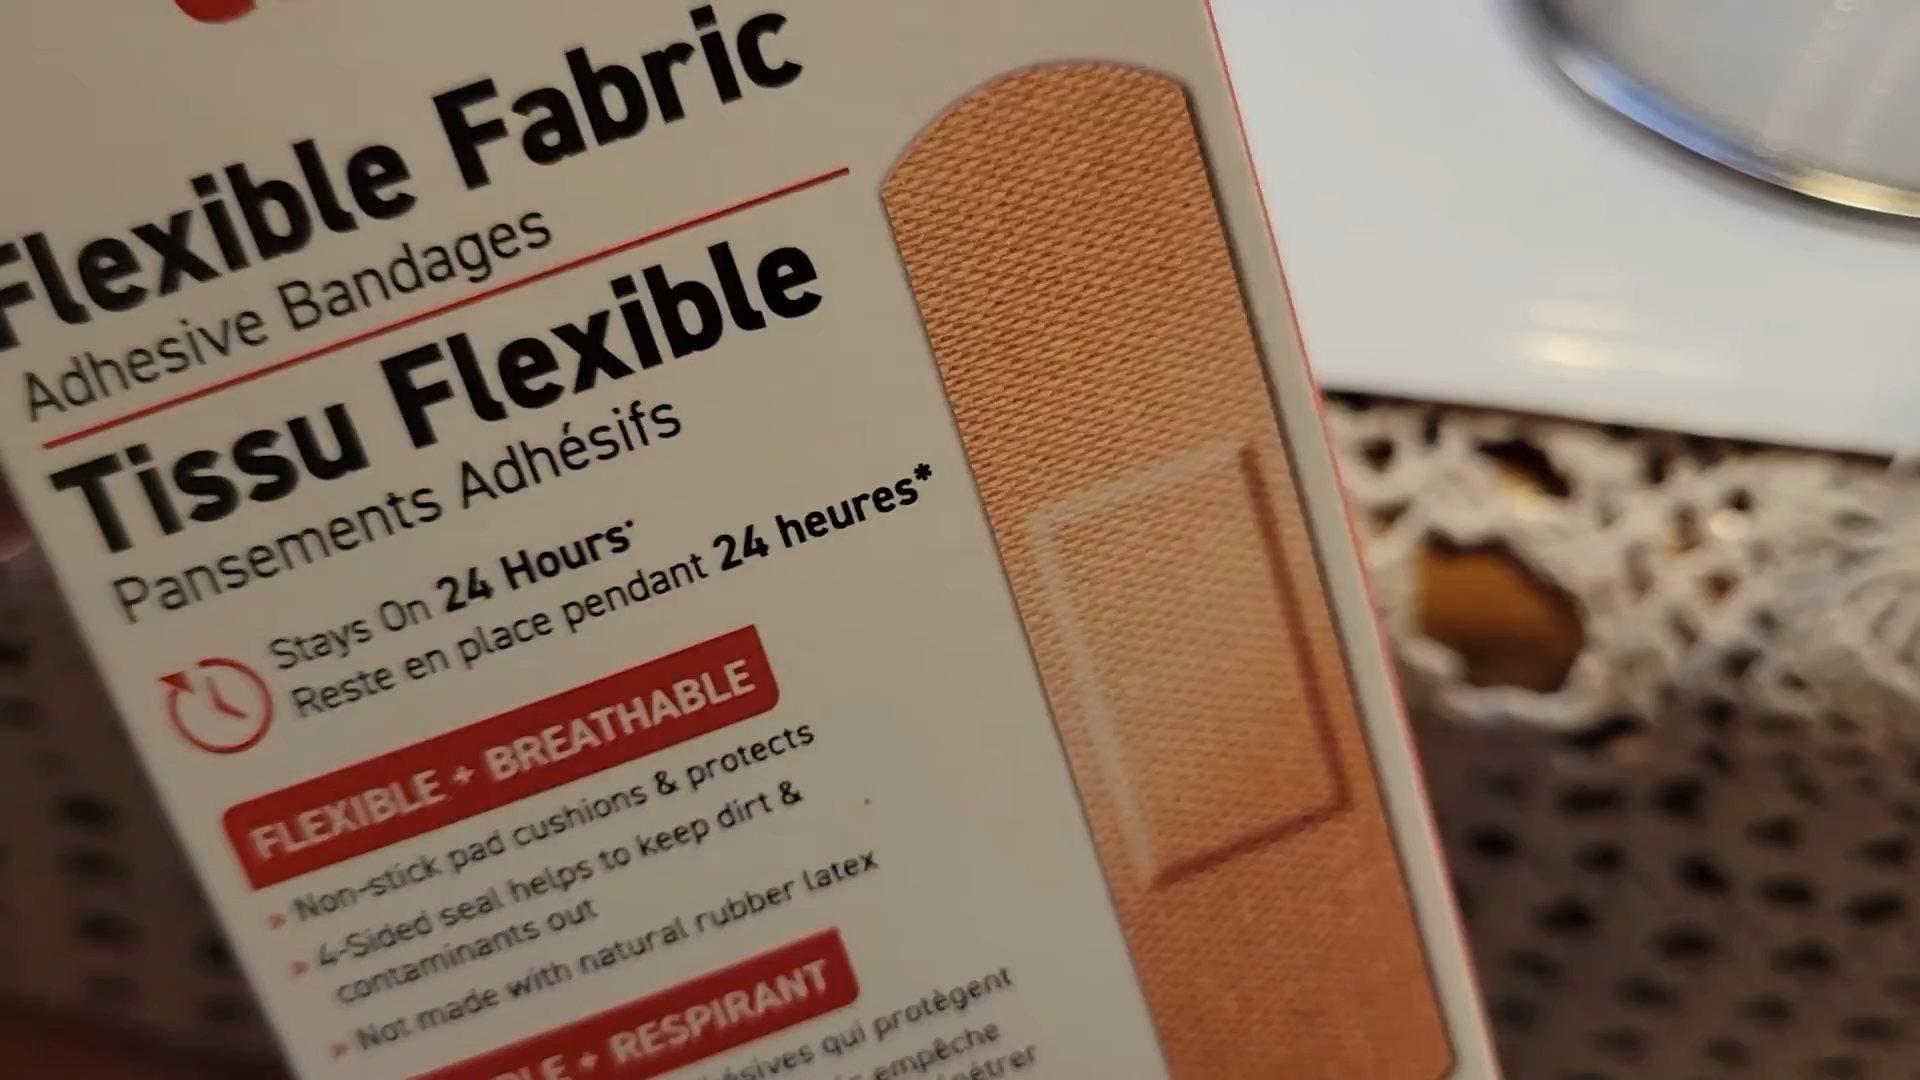 Flexible Fabric
Adhesive Bandages
Tissu Flexible
Pansements Adhésifs
Stays On 24 Hours*
Reste en place pendant 24 heures*
FLEXIBLE + BREATHABLE
» Non-stick pad cushions & protects
» 4-Sided seal helps to keep dirt &
contaminants out
» Not made with natural rubber latex
+ RESPIRANT
qui protègent
empêche